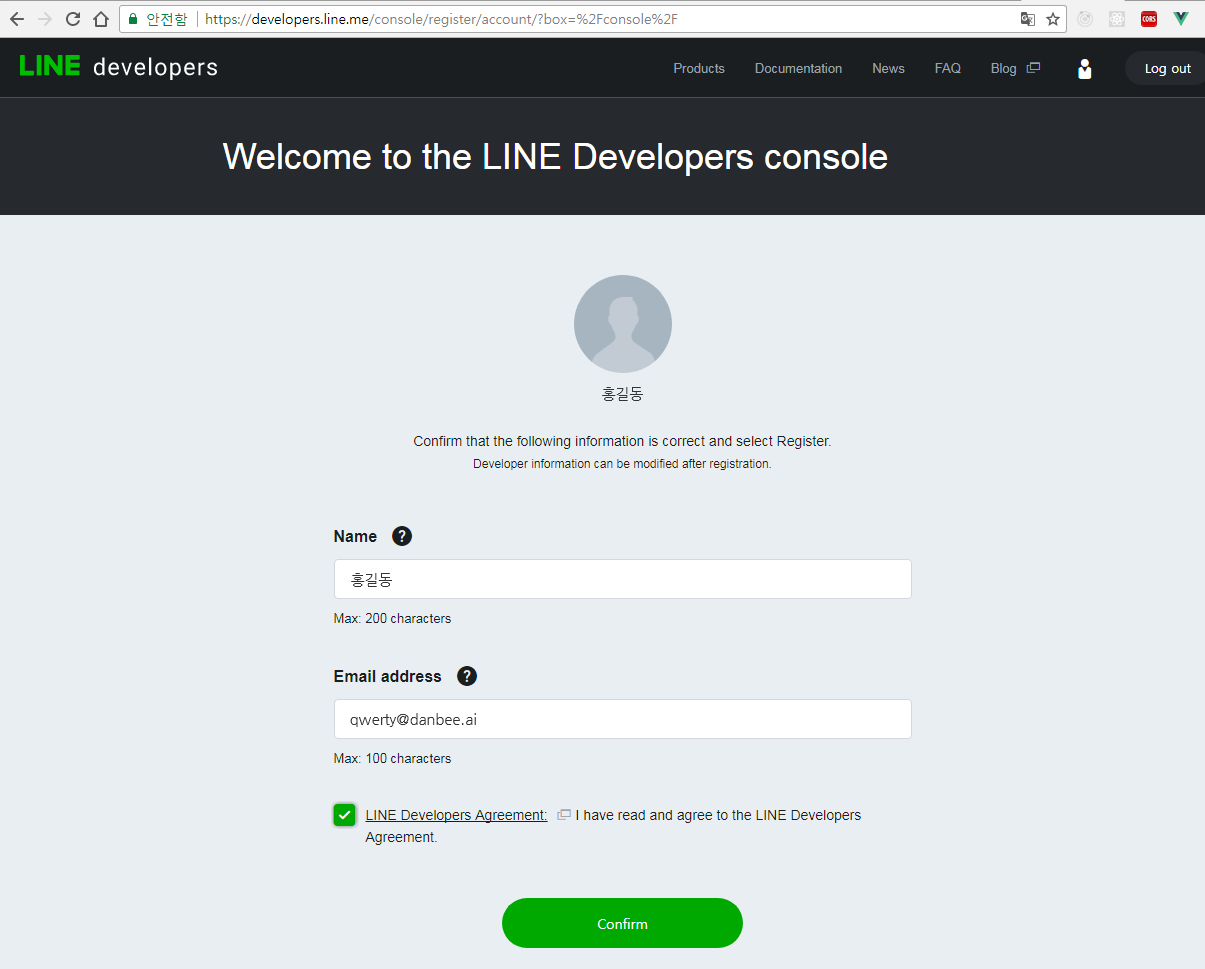 안전함 https://developers.line.me/console/register/account/?box=%2Fconsole%2F
CORS
LINE developers
Products Documentation News FAQ Blog Log out
Welcome to the LINE Developers console
홍길동
Confirm that the following information is correct and select Register.
Developer information can be modified after registration.
Name ?
홍길동
Max: 200 characters
Email address ?
qwerty@danbee.ai
Max: 100 characters
LINE Developers Agreement: I have read and agree to the LINE Developers
Agreement.
Confirm